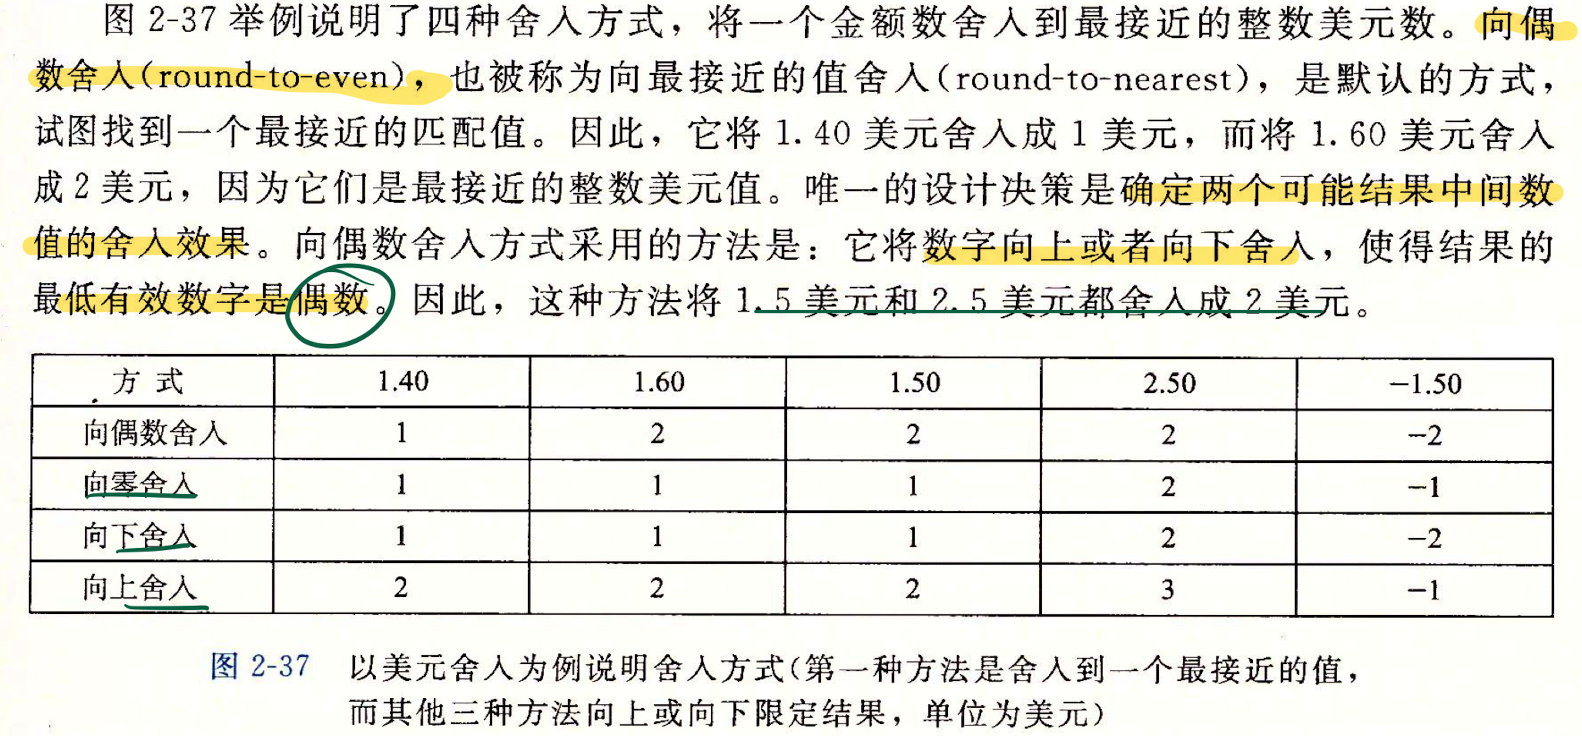 图 2-37 举例说明了四种舍入方式，将一个金额数舍入到最接近的整数美元数。向偶
数舍入(round-to-even)，也被称为向最接近的值舍入(round-to-nearest)，是默认的方式，
试图找到一个最接近的匹配值。因此，它将 1.40 美元舍入成 1 美元，而将 1.60 美元舍入
成 2 美元，因为它们是最接近的整数美元值。唯一的设计决策是确定两个可能结果中间数
值的舍入效果。向偶数舍入方式采用的方法是：它将数字向上或者向下舍入，使得结果的
最低有效数字是偶数。因此，这种方法将 1.5 美元和 2.5 美元都舍入成 2 美元。
方式 1.40 1.60 1.50 2.50 −1.50
向偶数舍入 1 2 2 2 −2
向零舍入 1 1 1 2 −1
向下舍入 1 1 1 2 −2
向上舍入 2 2 2 3 −1
图 2-37 以美元舍入为例说明舍入方式(第一种方法是舍入到一个最接近的值，
而其他三种方法向上或向下限定结果，单位为美元)